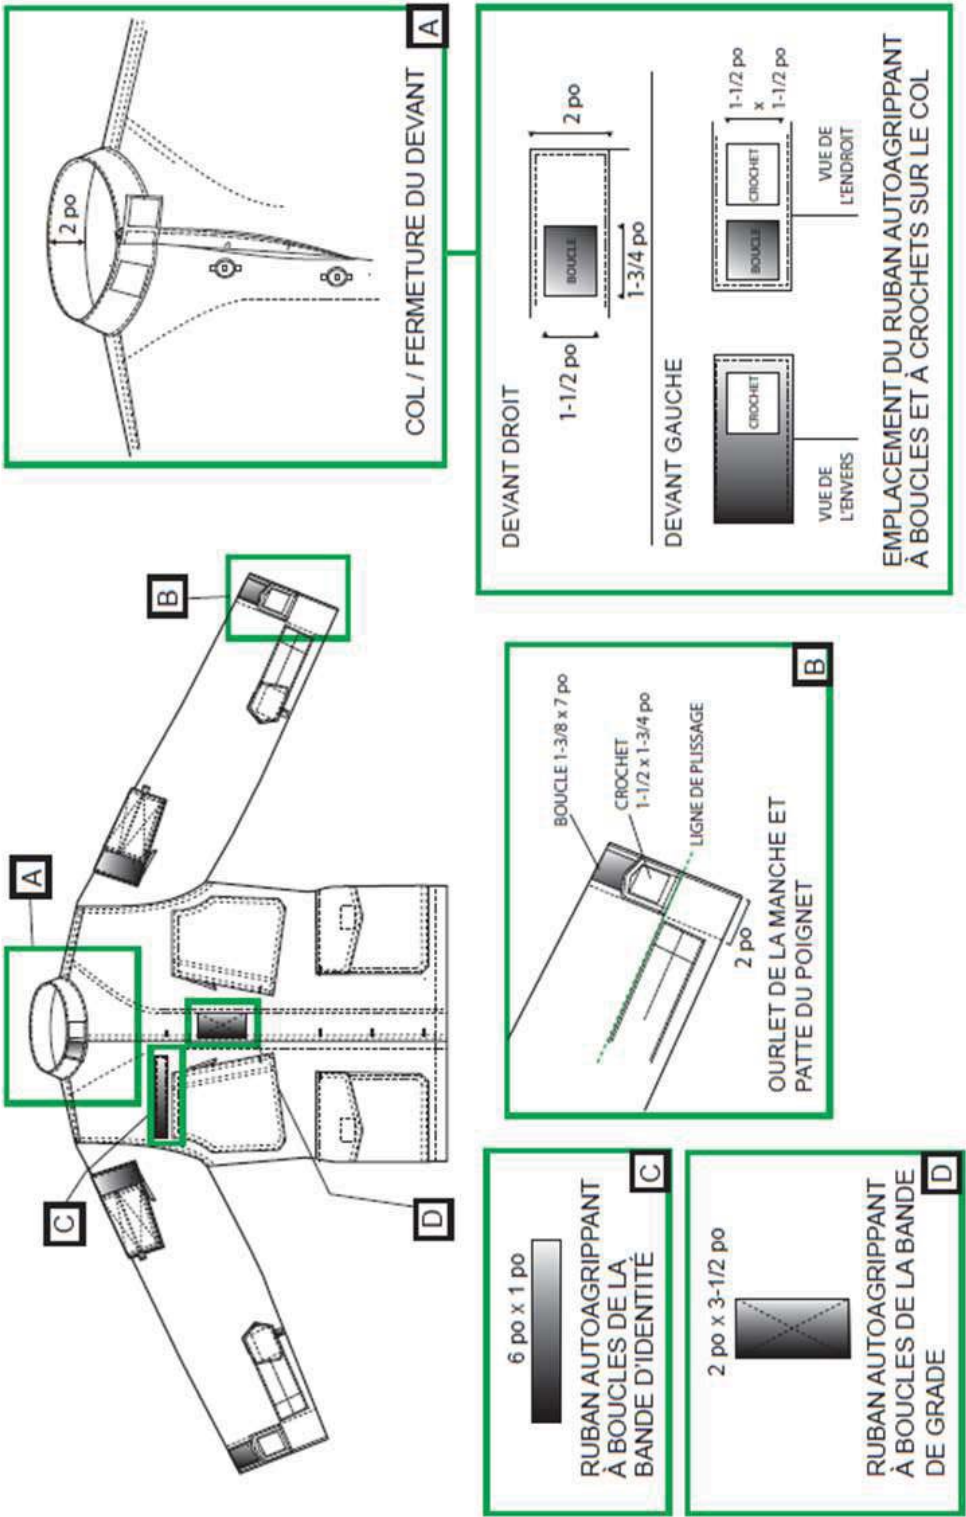 C
A
B
D
2 po
COL / FERMETURE DU DEVANT
A
6 po x 1 po
RUBAN AUTOAGRIPPANT
À BOUCLES DE LA
BANDE D'IDENTITÉ
C
2 po x 3-1/2 po
RUBAN AUTOAGRIPPANT
À BOUCLES DE LA BANDE
DE GRADE
D
BOUCLE 1-3/8 x 7 po
CROCHET
1-1/2 x 1-3/4 po
LIGNE DE PLISSAGE
2 po
OURLET DE LA MANCHE ET
PATTE DU POIGNET
B
DEVANT DROIT
1-1/2 po
BOUCLE
1-3/4 po
2 po
DEVANT GAUCHE
CROCHET
VUE DE
L'ENVERS
BOUCLE
CROCHET
1-1/2 po
x
1-1/2 po
VUE DE
L'ENDROIT
EMPLACEMENT DU RUBAN AUTOAGRIPPANT
À BOUCLES ET À CROCHETS SUR LE COL